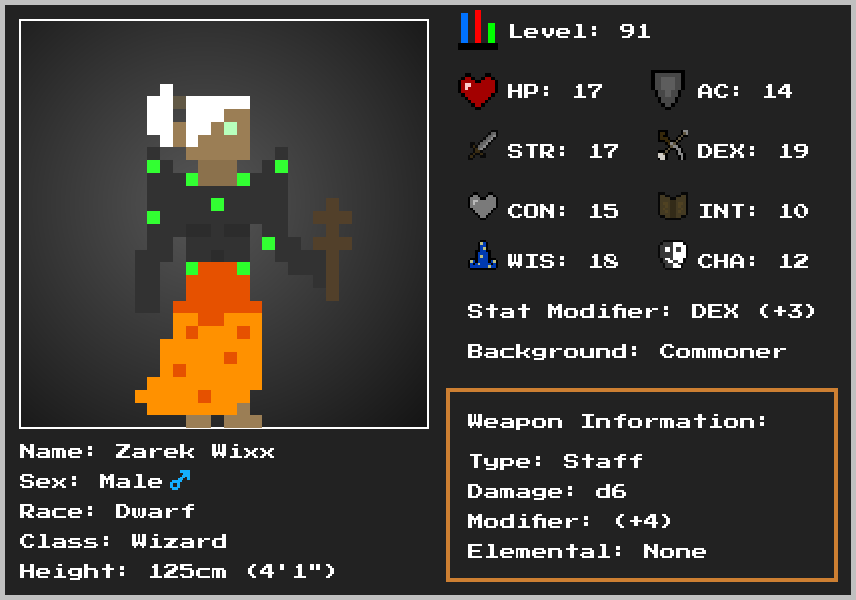 Level: 91
HP: 17 AC: 14
STR: 17 DEX: 19
CON: 15 INT: 10
WIS: 18 CHA: 12
Stat Modifier: DEX (+3)
Background: Commoner
Weapon Information:
Type: Staff
Damage: d6
Modifier: (+4)
Elemental: None
Name: Zarek Wixx
Sex: Male ♂
Race: Dwarf
Class: Wizard
Height: 125cm (4'1")